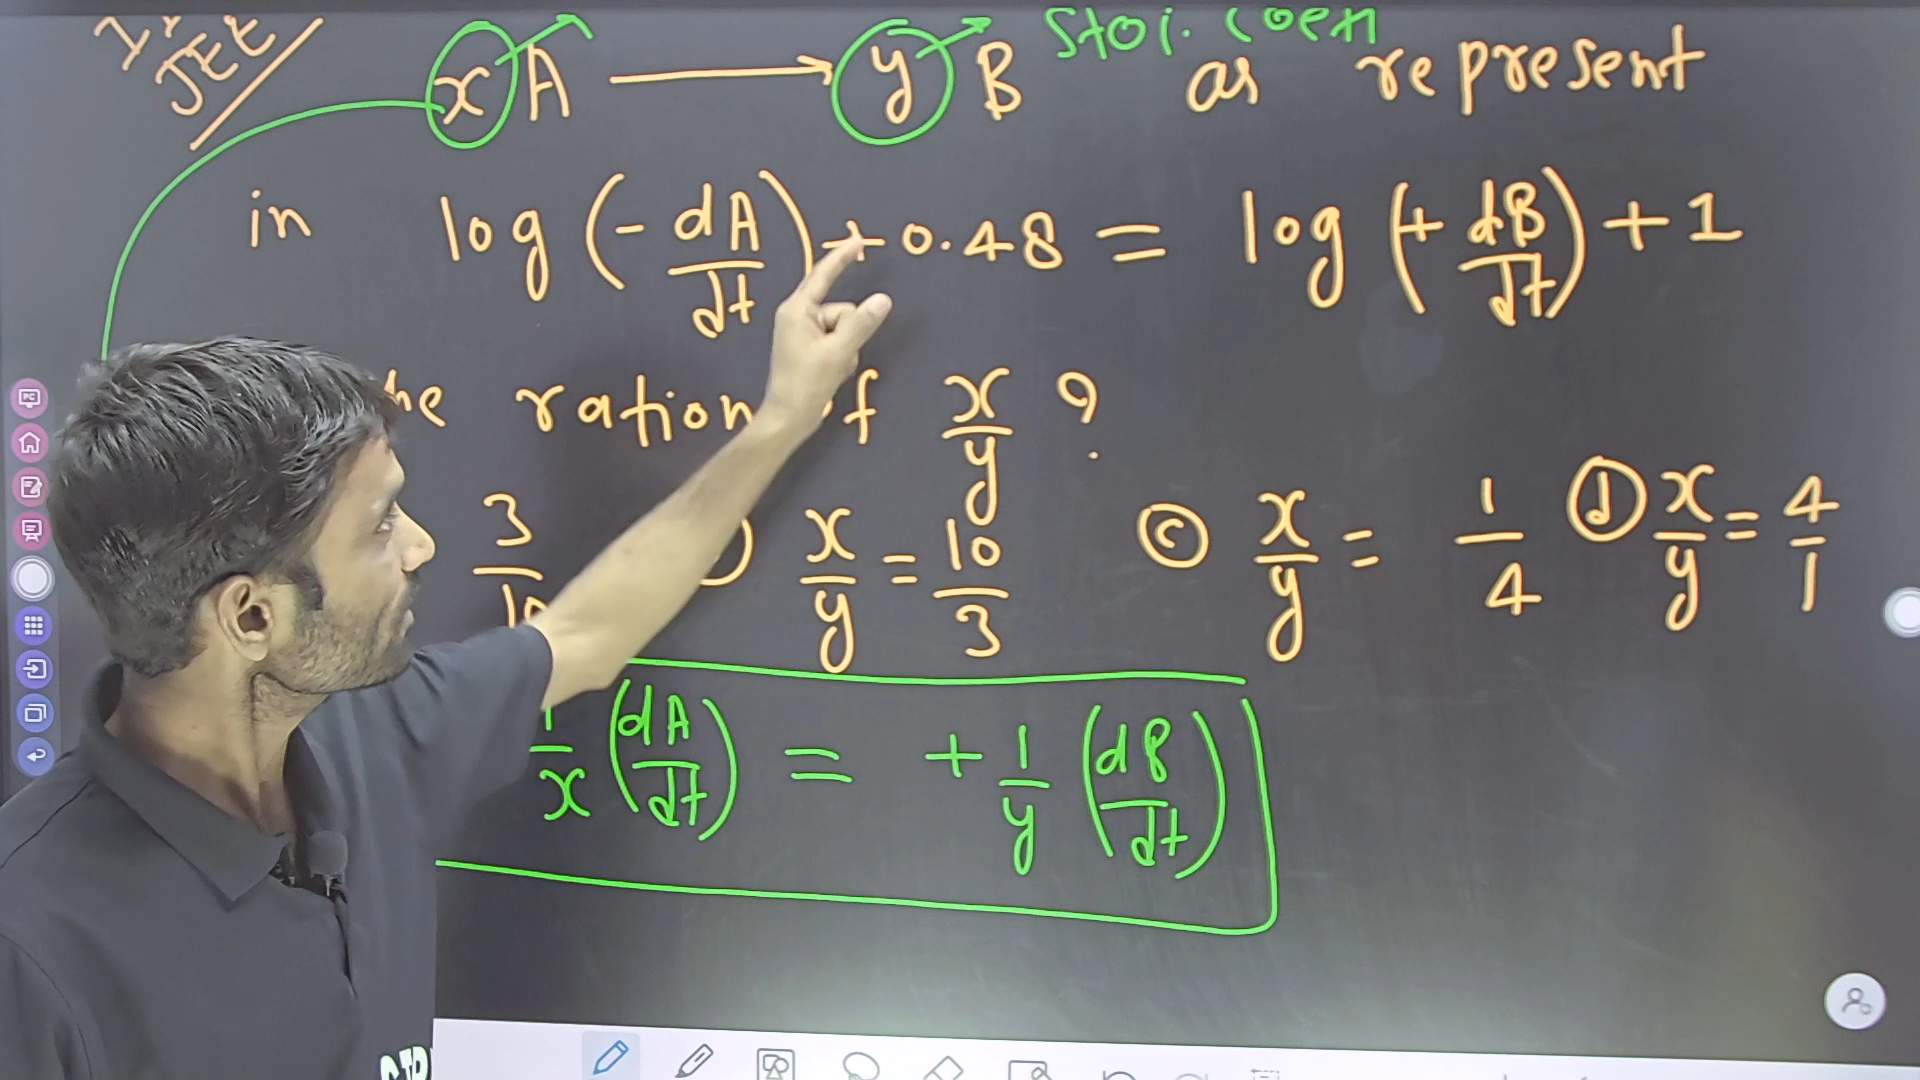 JEE
x A ⟶ y B Stoi. as represent
in log (- dA/dt) + 0.48 = log (+ dB/dt) + 1
ration of x/y ?
3/10 x/y = 10/3 ⓒ x/y = 1/4 ⓓ x/y = 4/1
1/x (dA/dt) = + 1/y (dB/dt)